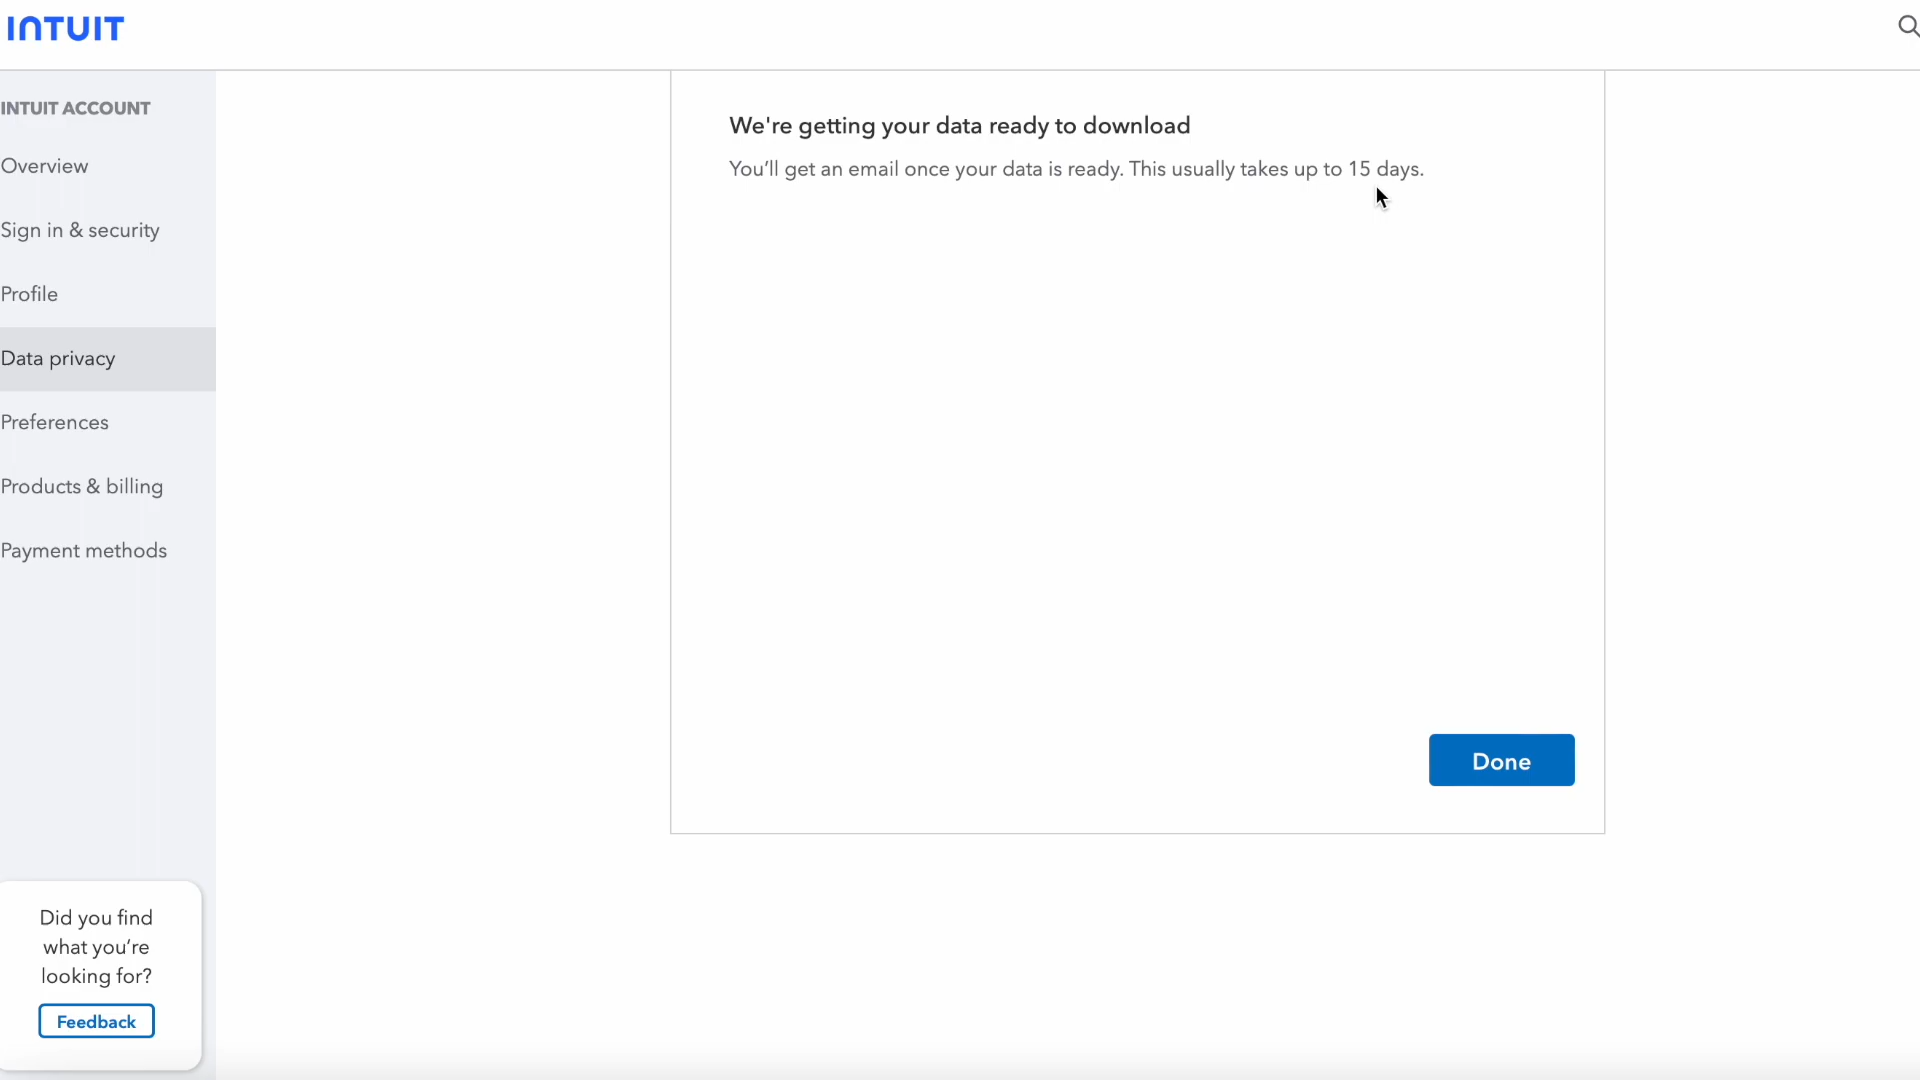 INTUIT
INTUIT ACCOUNT
Overview
Sign in & security
Profile
Data privacy
Preferences
Products & billing
Payment methods
We're getting your data ready to download
You’ll get an email once your data is ready. This usually takes up to 15 days.
Done
Did you find
what you’re
looking for?
Feedback